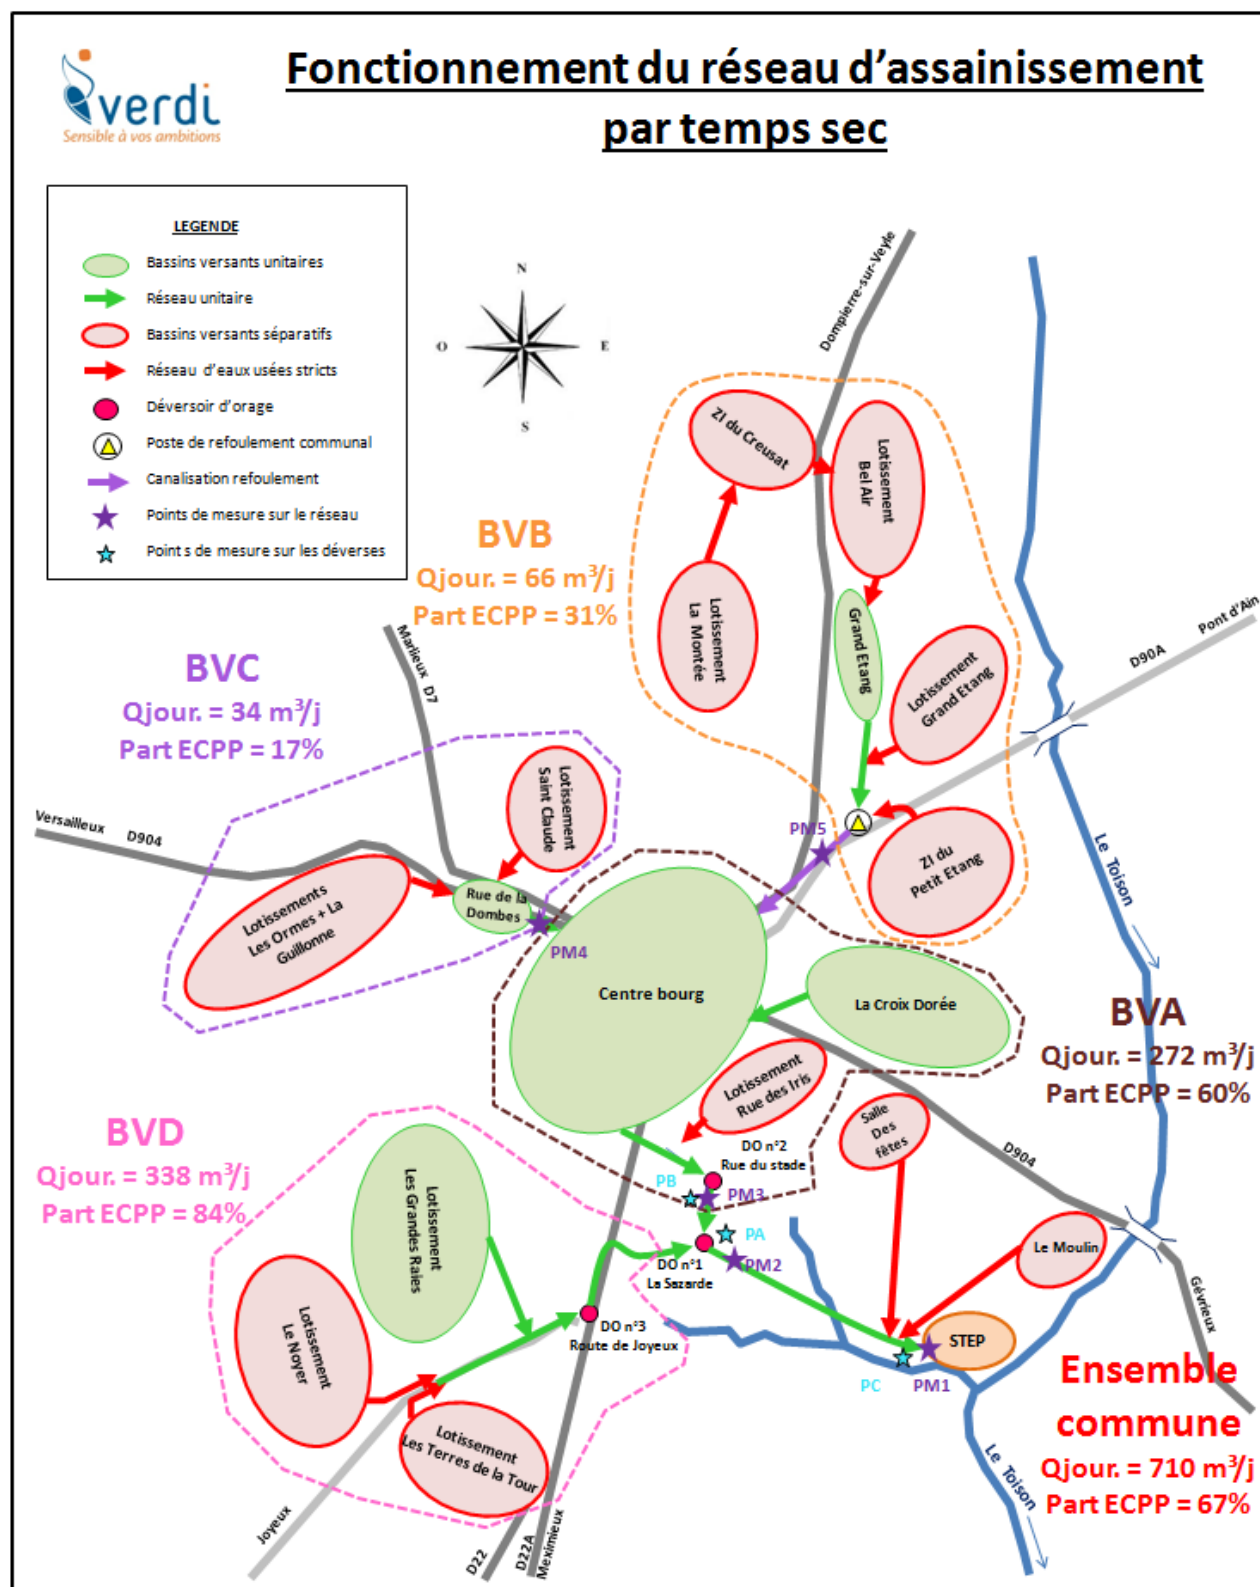 verdi
Sensible à vos ambitions
Fonctionnement du réseau d'assainissement
par temps sec
LEGENDE
Bassins versants unitaires
Réseau unitaire
Bassins versants séparatifs
Réseau d'eaux usées stricts
Déversoir d'orage
Poste de refoulement communal
Canalisation refoulement
Points de mesure sur le réseau
Point s de mesure sur les déverses
N
O
E
S
Dompierre-sur-Veyle
ZI du Creusat
Lotissement
Bel Air
BVB
Qjour. = 66 m³/j
Part ECPP = 31%
Lotissement
La Montée
Grand Etang
Lotissement
Grand Etang
Pont d'Ain
D90A
Marlieux D7
BVC
Qjour. = 34 m³/j
Part ECPP = 17%
Lotissement
Saint Claude
Versailleux
D904
PM5
ZI du
Petit Etang
Le Toison
Lotissements
Les Ormes + La
Guillonne
Rue de la
Dombes
PM4
Centre bourg
La Croix Dorée
BVA
Qjour. = 272 m³/j
Part ECPP = 60%
Lotissement
Rue des Iris
Salle
Des
fêtes
D904
BVD
Qjour. = 338 m³/j
Part ECPP = 84%
DO n°2
Rue du stade
PB
PM3
Lotissement
Les Grandes Raies
PA
PM2
DO n°1
La Sazarde
Le Moulin
Gévrieux
Lotissement
Le Noyer
DO n°3
Route de Joyeux
STEP
PC
PM1
Ensemble
commune
Qjour. = 710 m³/j
Part ECPP = 67%
Lotissement
Les Terres de la Tour
Le Toison
Joyeux
D22
D22A
Meximieux